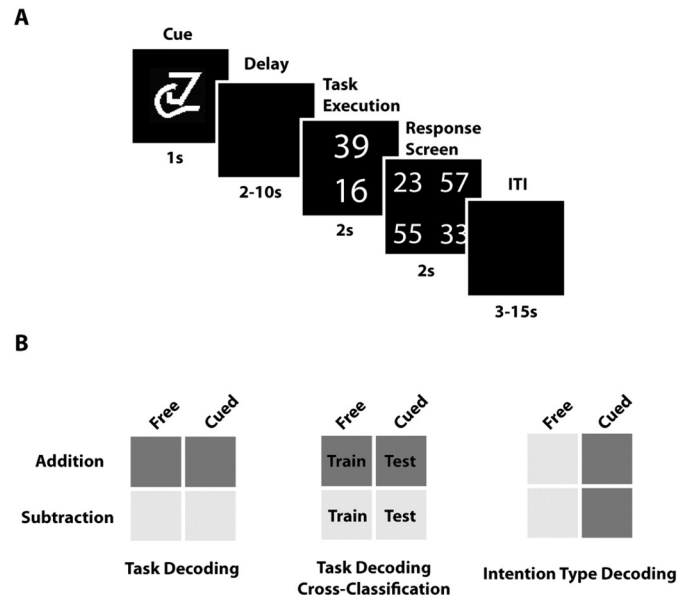 A
Cue
Delay
Task
Execution
Response
Screen
ITI
39
16
23 57
55 33
1s
2-10s
2s
2s
3-15s
B
Free Cued
Free Cued
Free Cued
Addition
Train Test
Subtraction
Train Test
Task Decoding
Task Decoding
Cross-Classification
Intention Type Decoding